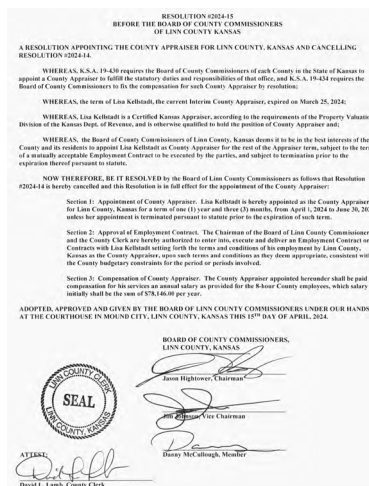 RESOLUTION #2024-15
BEFORE THE BOARD OF COUNTY COMMISSIONERS
OF LINN COUNTY KANSAS
A RESOLUTION APPOINTING THE COUNTY APPRAISER FOR LINN COUNTY, KANSAS AND CANCELLING
RESOLUTION #2024-14.
WHEREAS, K.S.A. 19-430 requires the Board of County Commissioners of each County in the State of Kansas to
appoint a County Appraiser to fulfill the statutory duties and responsibilities of that office, and K.S.A. 19-434 requires the
Board of County Commissioners to fix the compensation for such County Appraiser by resolution;
WHEREAS, the term of Lisa Kellstadt, the current Interim County Appraiser, expired on March 25, 2024;
WHEREAS, Lisa Kellstadt is a Certified Kansas Appraiser, according to the requirements of the Property Valuatio
Division of the Kansas Dept. of Revenue, and is otherwise qualified to hold the position of County Appraiser and;
WHEREAS, the Board of County Commissioners of Linn County, Kansas deems it to be in the best interests of the
County and its residents to appoint Lisa Kellstadt as County Appraiser for the rest of the Appraiser term, subject to the ter
of a mutually acceptable Employment Contract to be executed by the parties, and subject to termination prior to the
expiration thereof pursuant to statute.
NOW THEREFORE, BE IT RESOLVED by the Board of Linn County Commissioners as follows that Resolution
#2024-14 is hereby cancelled and this Resolution is in full effect for the appointment of the County Appraiser:
Section 1: Appointment of County Appraiser. Lisa Kellstadt is hereby appointed as the County Appraiser
for Linn County, Kansas for a term of one (1) year and three (3) months, from April 1, 2024 to June 30, 202
unless her appointment is terminated pursuant to statute prior to the expiration of such term.
Section 2: Approval of Employment Contract. The Chairman of the Board of Linn County Commissioner
and the County Clerk are hereby authorized to enter into, execute and deliver an Employment Contract or
Contracts with Lisa Kellstadt setting forth the terms and conditions of his employment by Linn County,
Kansas as the County Appraiser, upon such terms and conditions as they deem appropriate, consistent wit
the County budgetary constraints for the period or periods involved.
Section 3: Compensation of County Appraiser. The County Appraiser appointed hereunder shall be paid
compensation for his services an annual salary as provided for the 8-hour County employees, which salary
initially shall be the sum of $78,146.00 per year.
ADOPTED, APPROVED AND GIVEN BY THE BOARD OF LINN COUNTY COMMISSIONERS UNDER OUR HANDS
AT THE COURTHOUSE IN MOUND CITY, LINN COUNTY, KANSAS THIS 15TH DAY OF APRIL, 2024.
BOARD OF COUNTY COMMISSIONERS,
LINN COUNTY, KANSAS
Jason Hightower, Chairman
Jim Johnson, Vice Chairman
Danny McCullough, Member
LINN COUNTY CLERK
SEAL
LINN COUNTY, KANSAS
ATTEST:
David L. Lamb, County Clerk